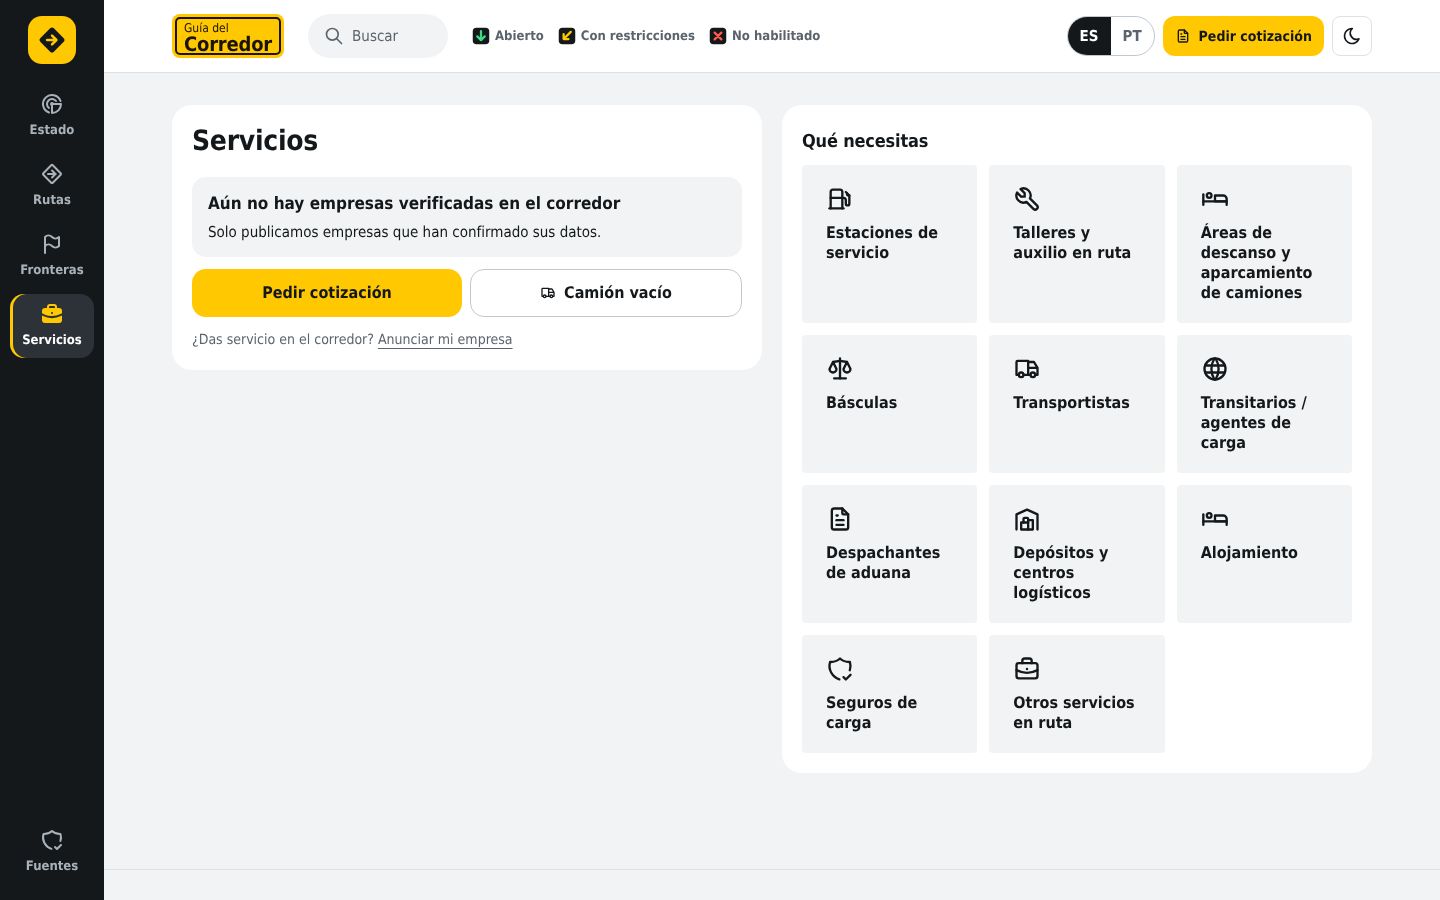 Guía del
Corredor
Buscar
Abierto
Con restricciones
No habilitado
ES
PT
Pedir cotización
Estado
Rutas
Fronteras
Servicios
Fuentes
Servicios
Aún no hay empresas verificadas en el corredor
Solo publicamos empresas que han confirmado sus datos.
Pedir cotización
Camión vacío
¿Das servicio en el corredor? Anunciar mi empresa
Qué necesitas
Estaciones de
servicio
Talleres y
auxilio en ruta
Áreas de
descanso y
aparcamiento
de camiones
Básculas
Transportistas
Transitarios /
agentes de
carga
Despachantes
de aduana
Depósitos y
centros
logísticos
Alojamiento
Seguros de
carga
Otros servicios
en ruta